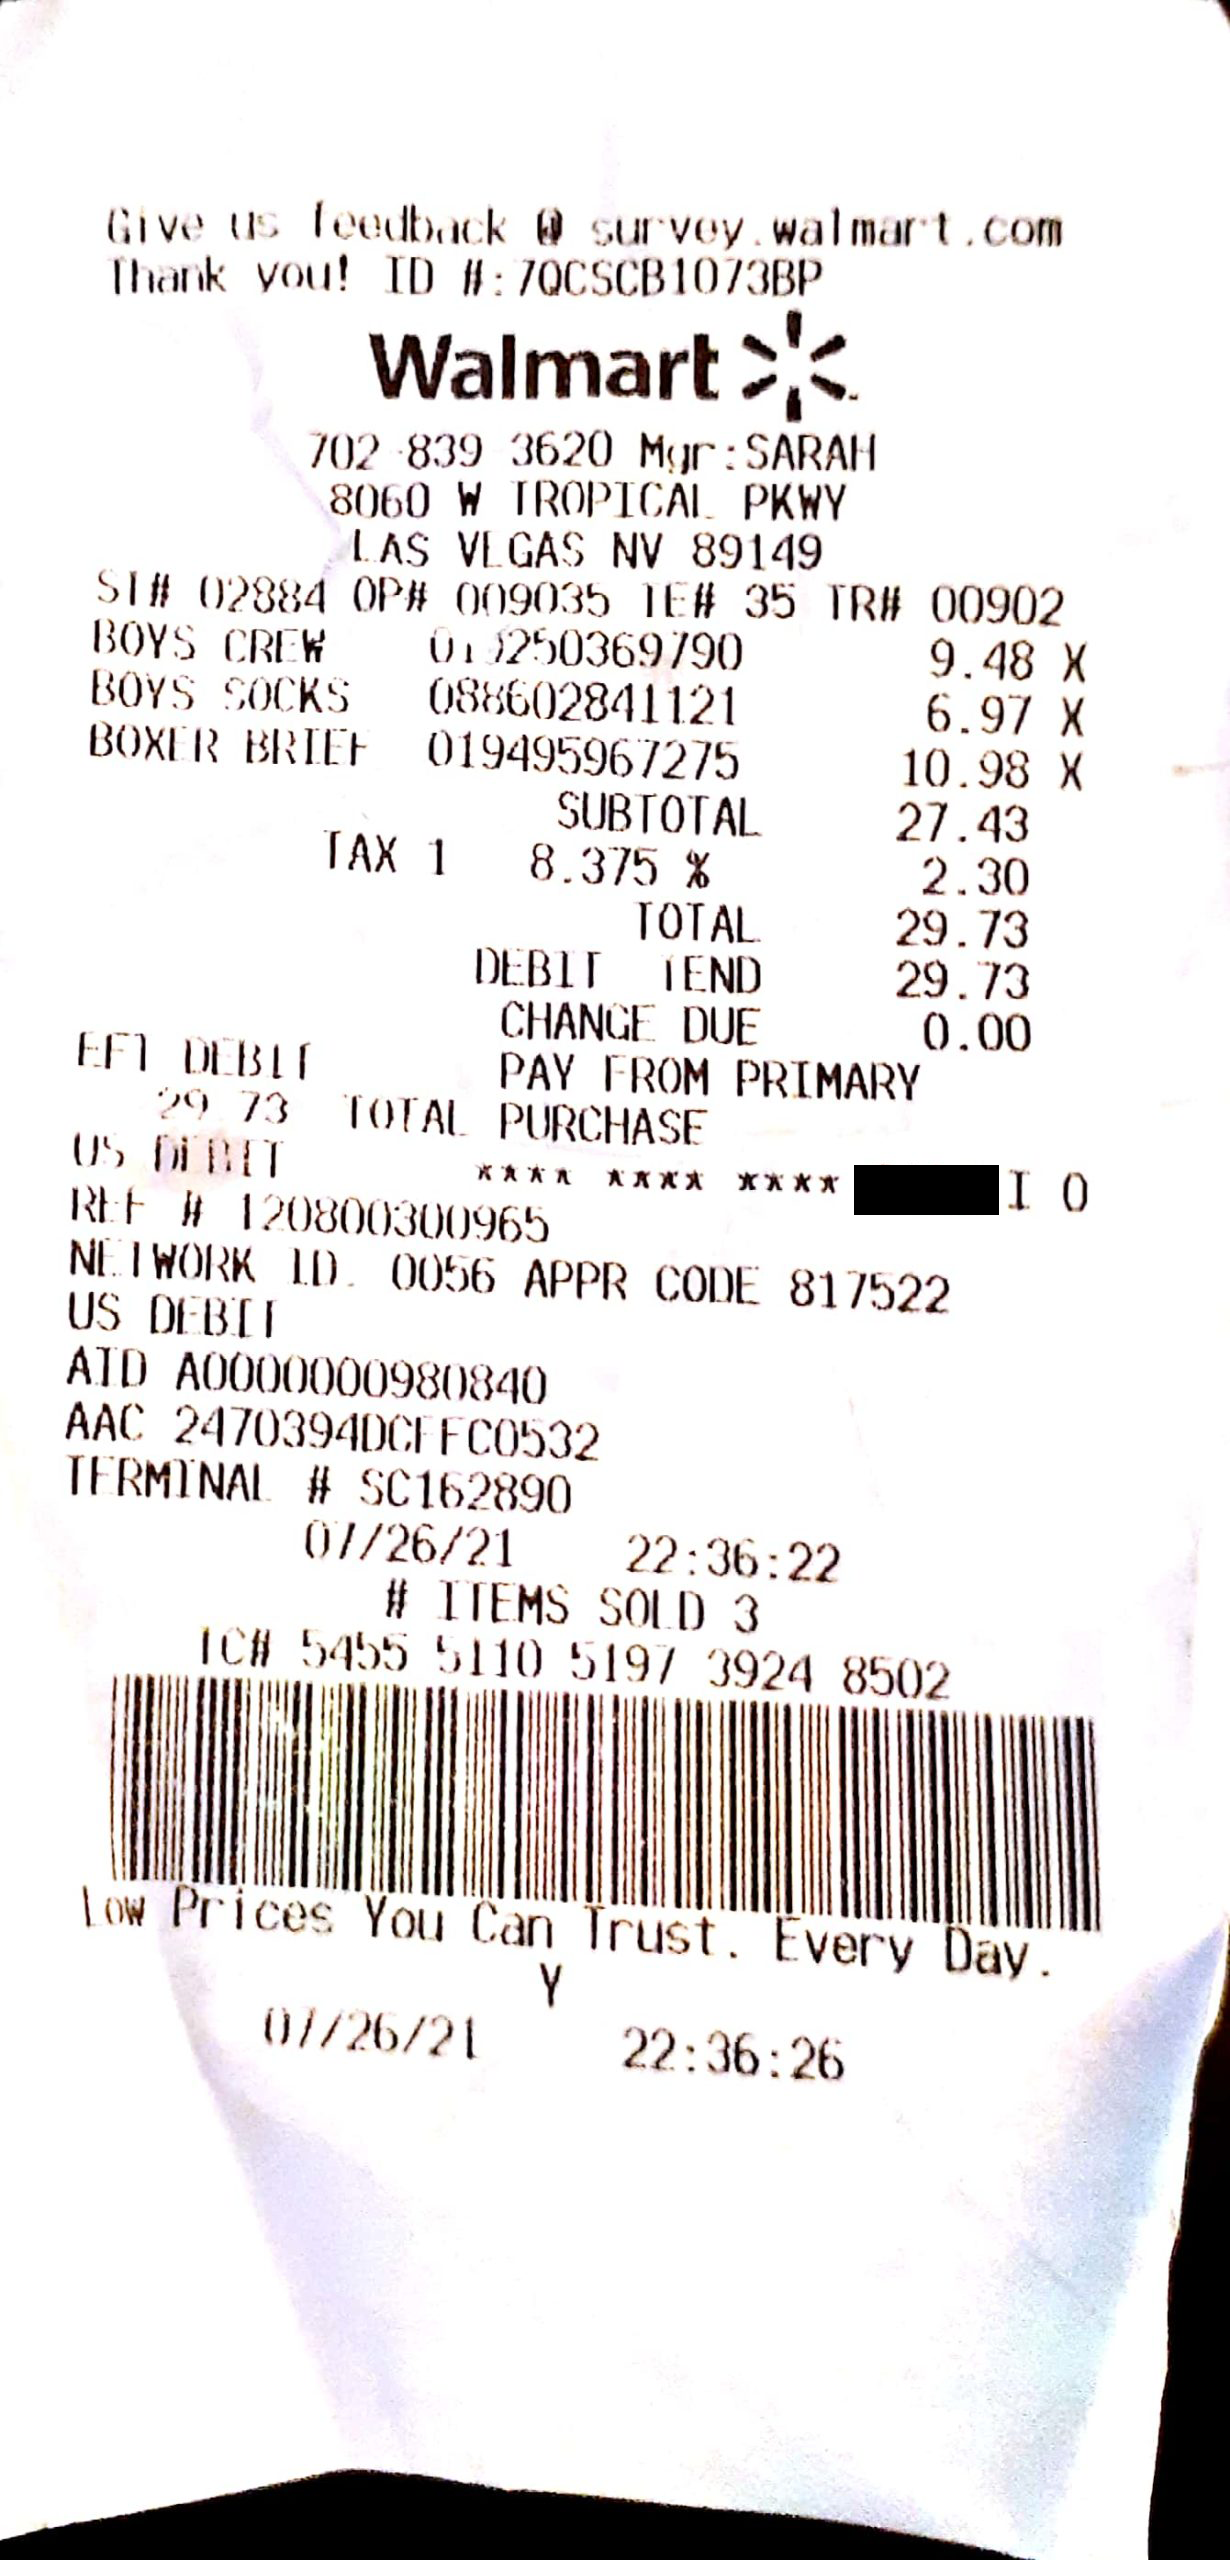 Give us feedback @ survey.walmart.com
Thank you! ID #:7QCSCB1073BP
Walmart
702-839-3620 Mgr:SARAH
8060 W TROPICAL PKWY
LAS VEGAS NV 89149
ST# 02884 OP# 009035 TE# 35 TR# 00902
BOYS CREW 9.48 X
BOYS SOCKS 088602841121 6.97 X
BOXER BRIEF 019495967275 10.98 X
SUBTOTAL 27.43
TAX 1 8.375 % 2.30
TOTAL 29.73
DEBIT TEND 29.73
CHANGE DUE 0.00
EFT DEBIT PAY FROM PRIMARY
29.73 TOTAL PURCHASE
US DEBIT **** **** **** I 0
REF # 120800300965
NETWORK ID. 0056 APPR CODE 817522
US DEBIT
AID A0000000980840
AAC 2470394DCFFC0532
TERMINAL # SC162890
07/26/21 22:36:22
# ITEMS SOLD 3
TC# 5455 5110 5197 3924 8502
Low Prices You Can Trust. Every Day.
Y
07/26/21 22:36:26